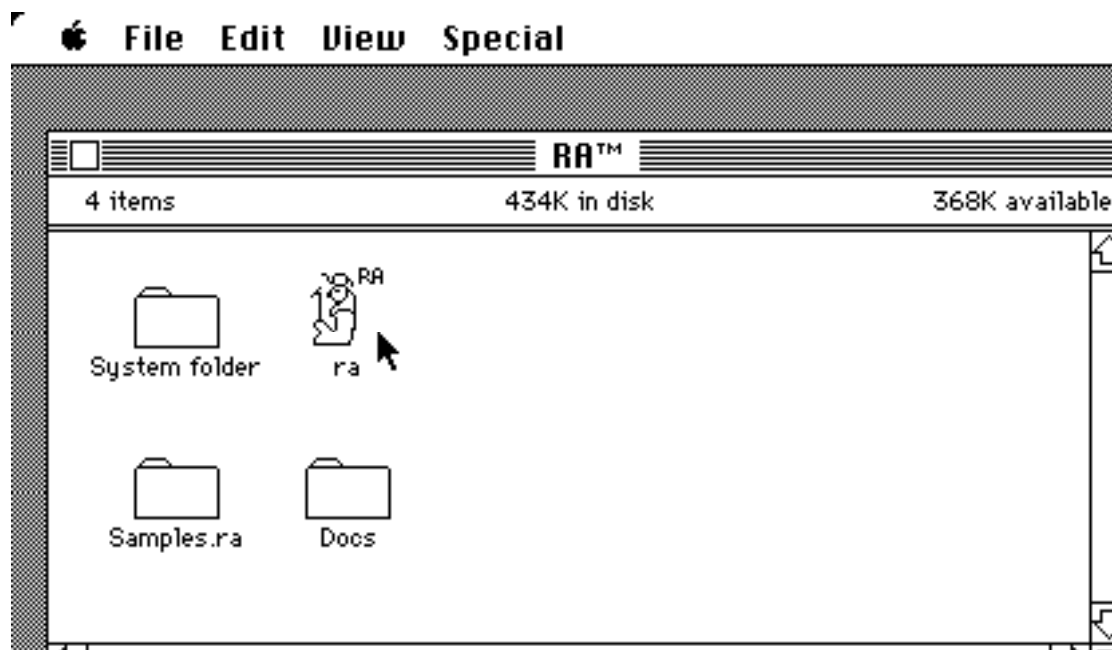 File Edit View Special
RA™
4 items 434K in disk 368K available
RA
System folder ra
Samples.ra Docs